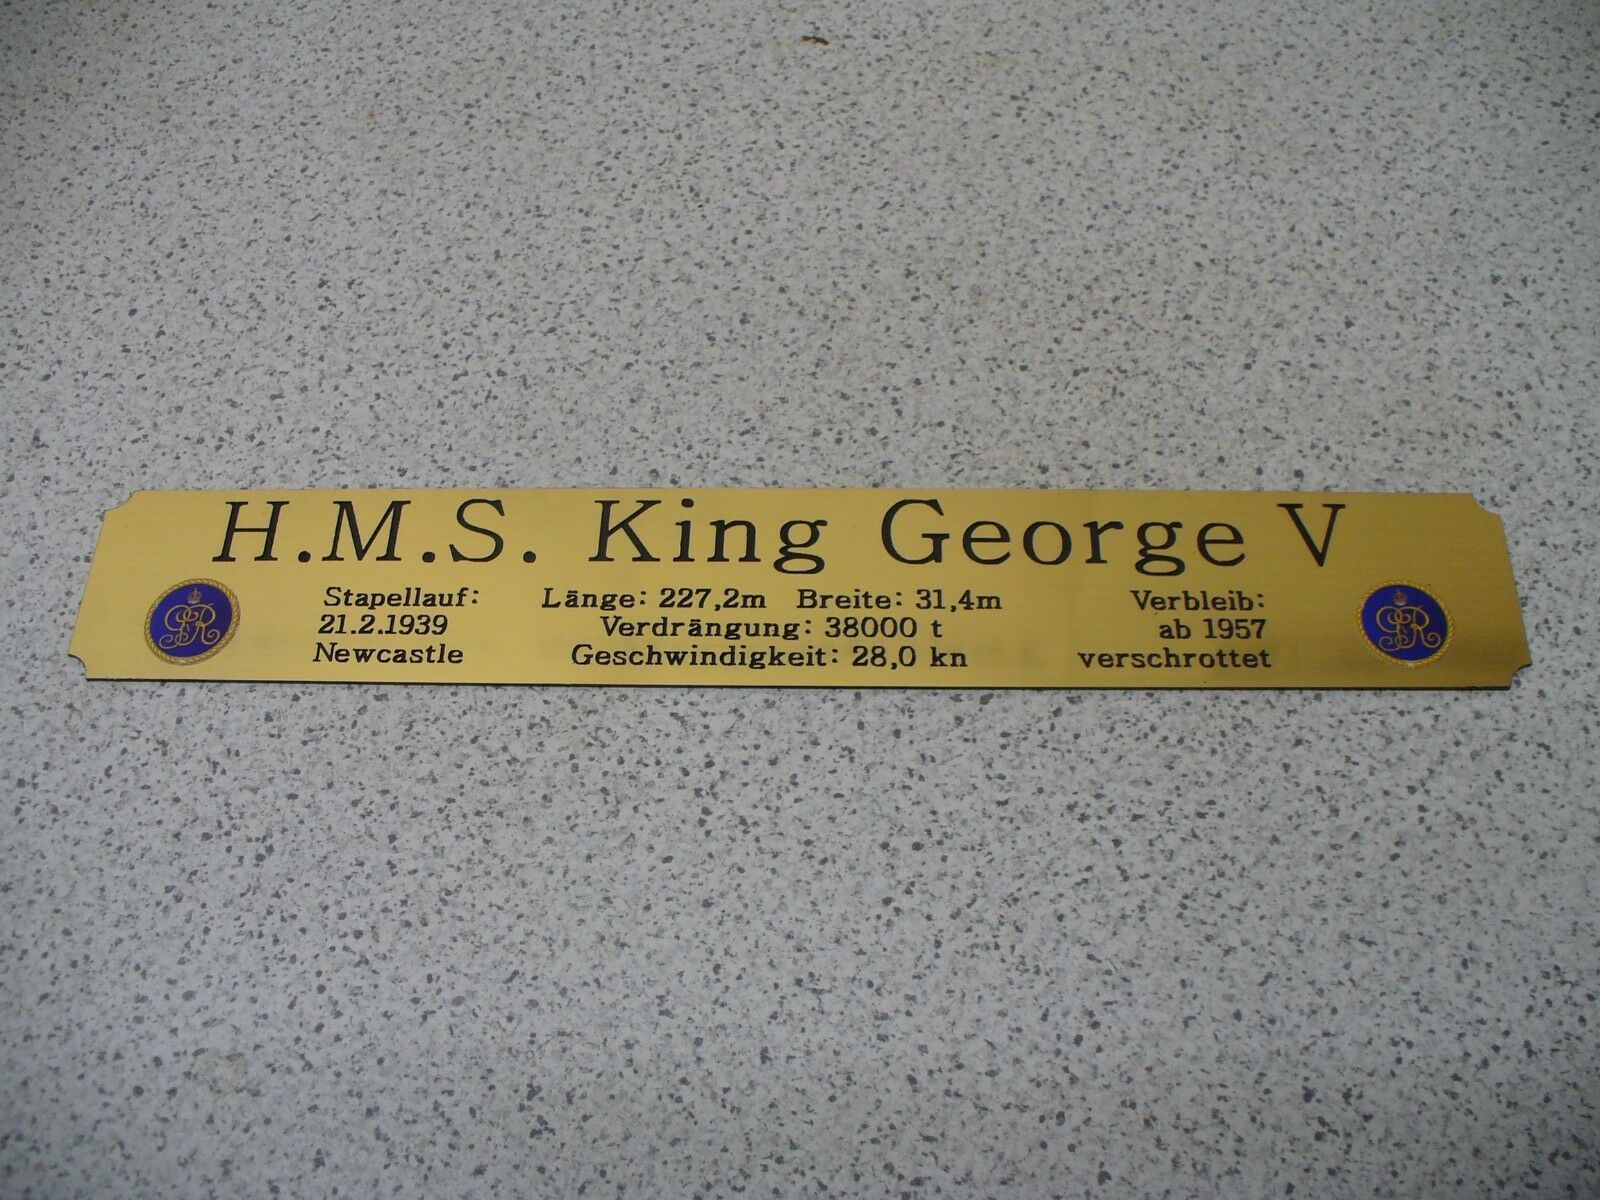 H.M.S. King George V
Stapellauf:
21.2.1939
Newcastle
Länge: 227,2m Breite: 31,4m
Verdrängung: 38000 t
Geschwindigkeit: 28,0 kn
Verbleib:
ab 1957
verschrottet